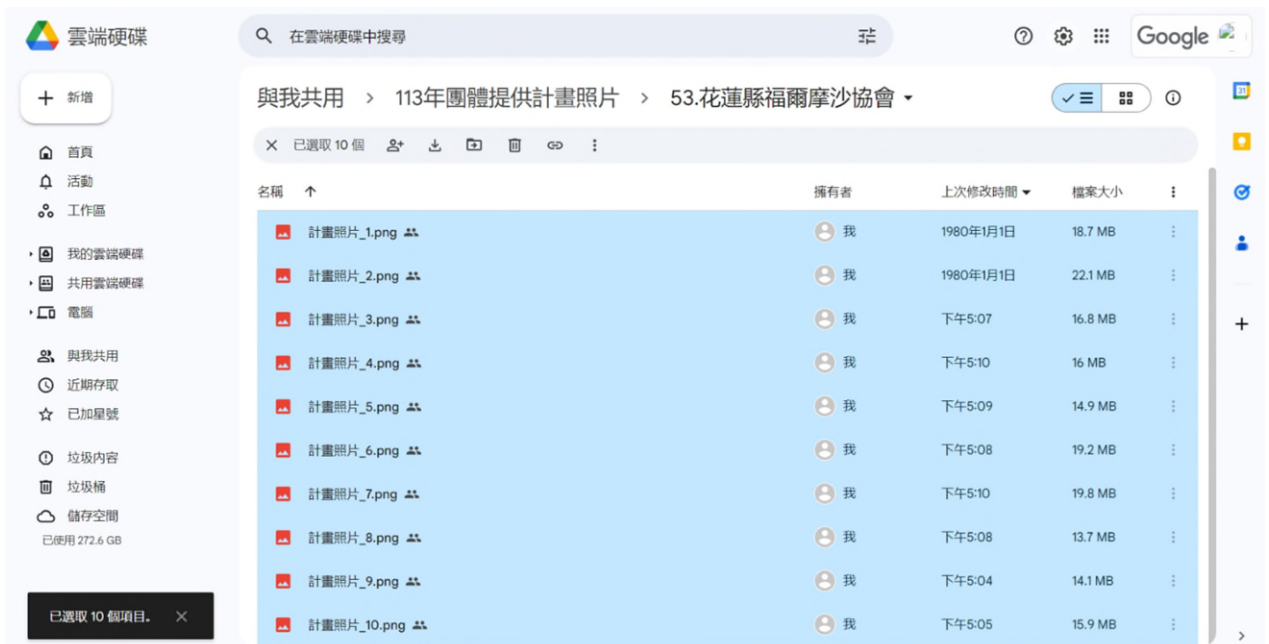 雲端硬碟
在雲端硬碟中搜尋
Google
新增
與我共用 > 113年團體提供計畫照片 > 53.花蓮縣福爾摩沙協會
已選取 10 個
首頁
活動
工作區
我的雲端硬碟
共用雲端硬碟
電腦
與我共用
近期存取
已加星號
垃圾內容
垃圾桶
儲存空間
已使用 272.6 GB
已選取 10 個項目。
名稱 擁有者 上次修改時間 檔案大小
計畫照片_1.png 我 1980年1月1日 18.7 MB
計畫照片_2.png 我 1980年1月1日 22.1 MB
計畫照片_3.png 我 下午5:07 16.8 MB
計畫照片_4.png 我 下午5:10 16 MB
計畫照片_5.png 我 下午5:09 14.9 MB
計畫照片_6.png 我 下午5:08 19.2 MB
計畫照片_7.png 我 下午5:10 19.8 MB
計畫照片_8.png 我 下午5:08 13.7 MB
計畫照片_9.png 我 下午5:04 14.1 MB
計畫照片_10.png 我 下午5:05 15.9 MB
31